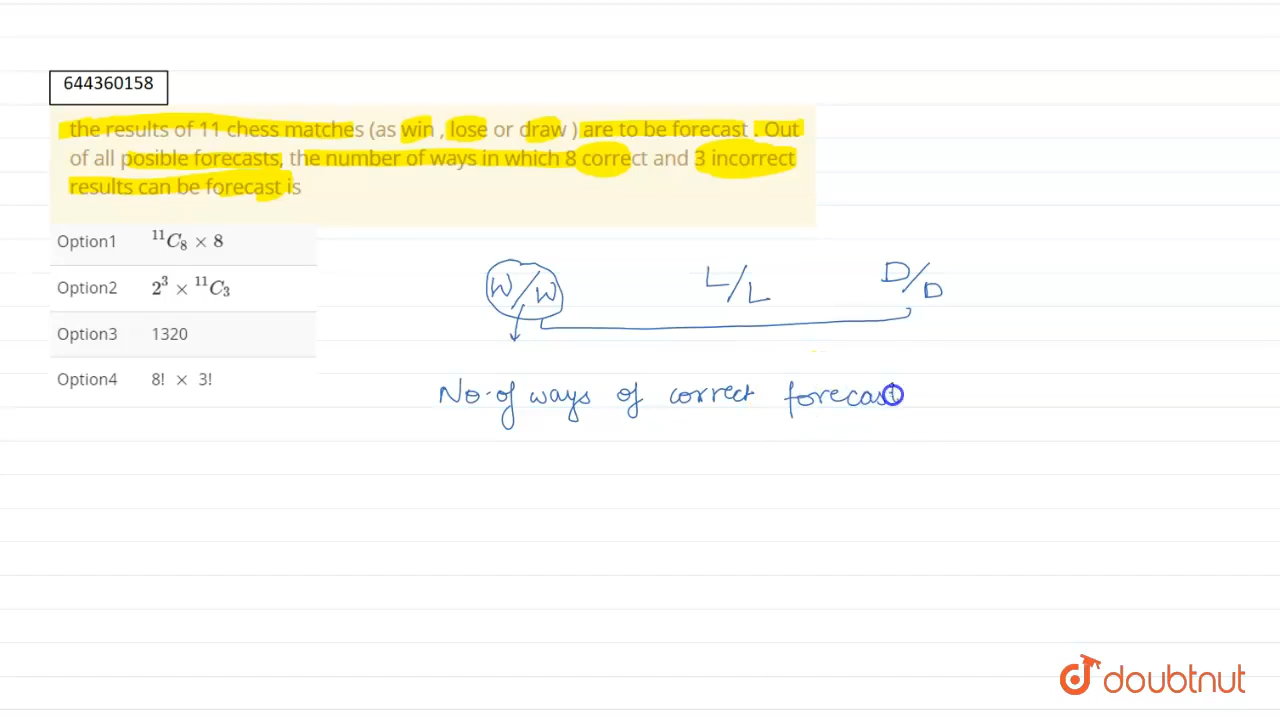 644360158
the results of 11 chess matches (as win , lose or draw ) are to be forecast . Out
of all posible forecasts, the number of ways in which 8 correct and 3 incorrect
results can be forecast is
Option1 ¹¹C₈ × 8
Option2 2³ × ¹¹C₃
Option3 1320
Option4 8! × 3!
W/W L/L D/D
No. of ways of correct forecast
doubtnut